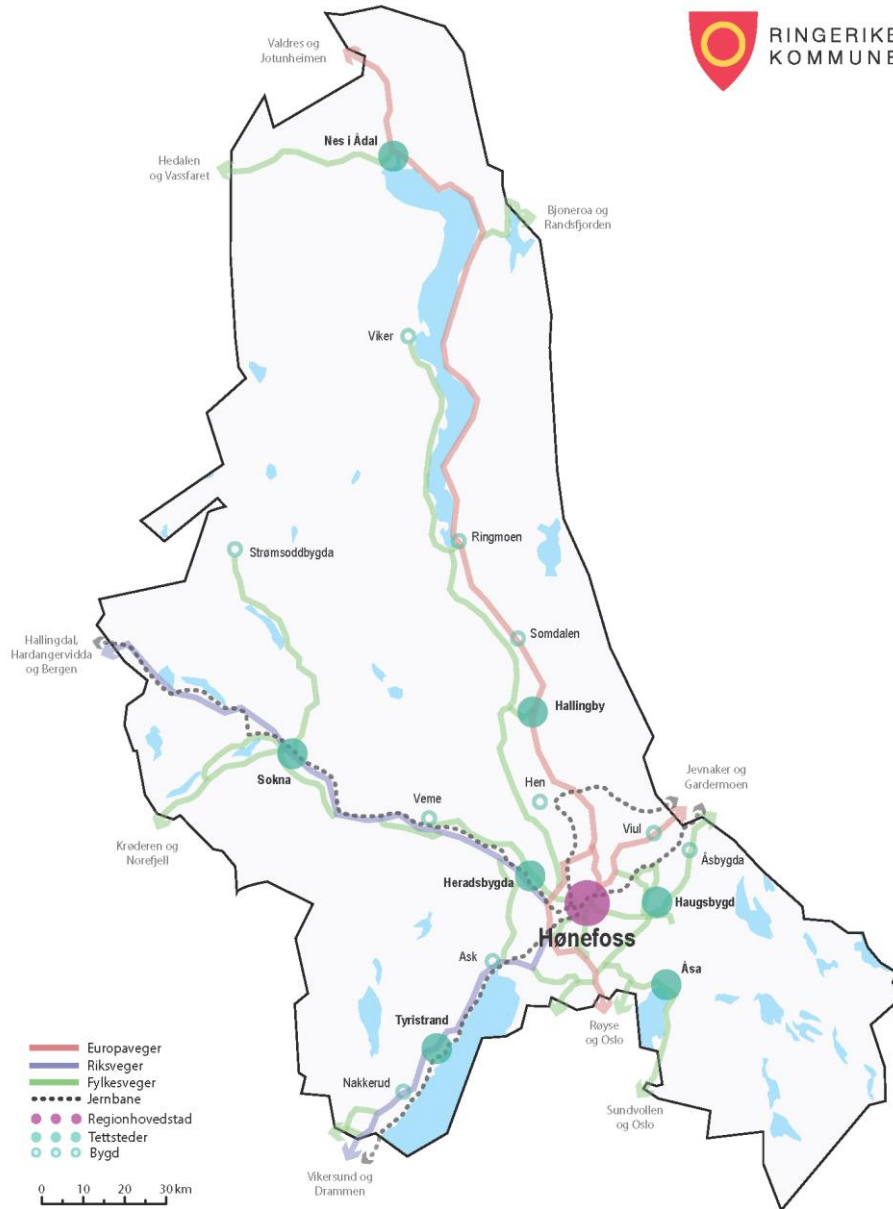 RINGERIKE
KOMMUNE
Valdres og
Jotunheimen
Nes i Ådal
Hedalen
og Vassfaret
Bjoneroa og
Randsfjorden
Viker
Ringmoen
Strømsoddbygda
Somdalen
Hallingdal,
Hardangervidda
og Bergen
Hallingby
Sokna
Hen
Jevnaker og
Gardermoen
Veme
Viul
Krøderen og
Norefjell
Åsbygda
Heradsbygda
Haugsbygd
Hønefoss
Ask
Åsa
Tyristrand
Røyse
og Oslo
Nakkerud
Sundvollen
og Oslo
Vikersund og
Drammen
Europaveger
Riksveger
Fylkesveger
Jernbane
Regionhovedstad
Tettsteder
Bygd
0 10 20 30 km